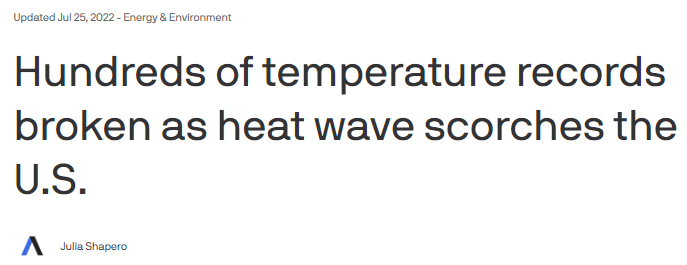 Updated Jul 25, 2022 - Energy & Environment
Hundreds of temperature records
broken as heat wave scorches the
U.S.
Julia Shapero